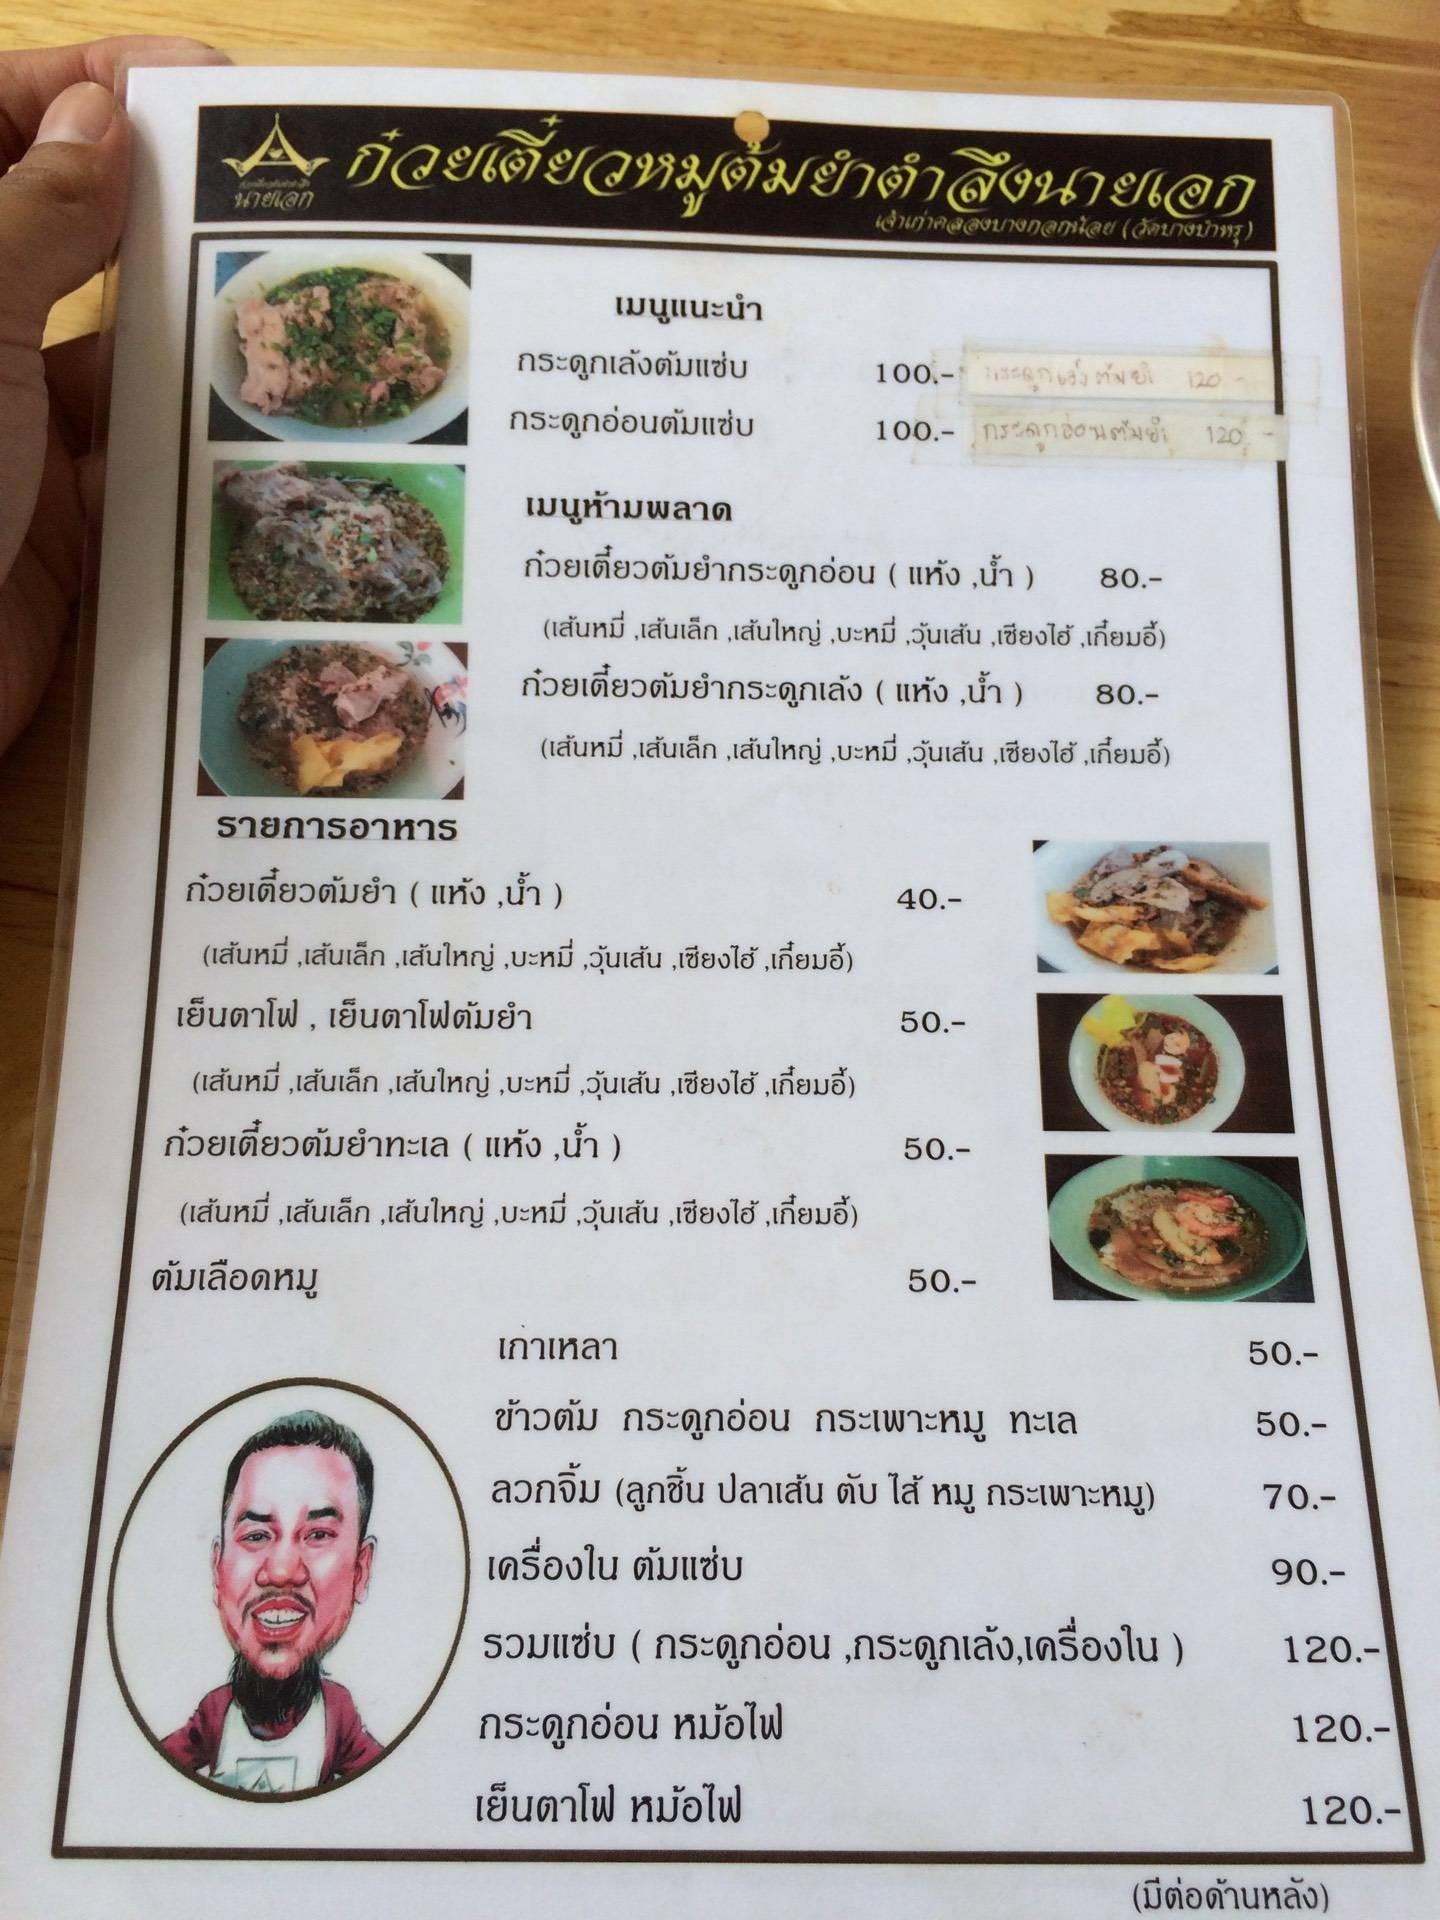 ก๋วยเตี๋ยวหมูต้มยำตำลึงนายเอก
นายเอก
เจ้าเก่าคลองบางกอกน้อย (วัดบางบำหรุ)
เมนูแนะนำ
กระดูกเล้งต้มแซ่บ 100.- กระดูกเล้งต้มยำ 120.-
กระดูกอ่อนต้มแซ่บ 100.- กระดูกอ่อนต้มยำ 120.-
เมนูห้ามพลาด
ก๋วยเตี๋ยวต้มยำกระดูกอ่อน ( แห้ง ,น้ำ ) 80.-
(เส้นหมี่ ,เส้นเล็ก ,เส้นใหญ่ ,บะหมี่ ,วุ้นเส้น ,เซียงไฮ้ ,เกี๋ยมอี้)
ก๋วยเตี๋ยวต้มยำกระดูกเล้ง ( แห้ง ,น้ำ ) 80.-
(เส้นหมี่ ,เส้นเล็ก ,เส้นใหญ่ ,บะหมี่ ,วุ้นเส้น ,เซียงไฮ้ ,เกี๋ยมอี้)
รายการอาหาร
ก๋วยเตี๋ยวต้มยำ ( แห้ง ,น้ำ ) 40.-
(เส้นหมี่ ,เส้นเล็ก ,เส้นใหญ่ ,บะหมี่ ,วุ้นเส้น ,เซียงไฮ้ ,เกี๋ยมอี้)
เย็นตาโฟ , เย็นตาโฟต้มยำ 50.-
(เส้นหมี่ ,เส้นเล็ก ,เส้นใหญ่ ,บะหมี่ ,วุ้นเส้น ,เซียงไฮ้ ,เกี๋ยมอี้)
ก๋วยเตี๋ยวต้มยำทะเล ( แห้ง ,น้ำ ) 50.-
(เส้นหมี่ ,เส้นเล็ก ,เส้นใหญ่ ,บะหมี่ ,วุ้นเส้น ,เซียงไฮ้ ,เกี๋ยมอี้)
ต้มเลือดหมู 50.-
เกาเหลา 50.-
ข้าวต้ม กระดูกอ่อน กระเพาะหมู ทะเล 50.-
ลวกจิ้ม (ลูกชิ้น ปลาเส้น ตับ ไส้ หมู กระเพาะหมู) 70.-
เครื่องใน ต้มแซ่บ 90.-
รวมแซ่บ ( กระดูกอ่อน ,กระดูกเล้ง,เครื่องใน ) 120.-
กระดูกอ่อน หม้อไฟ 120.-
เย็นตาโฟ หม้อไฟ 120.-
(มีต่อด้านหลัง)